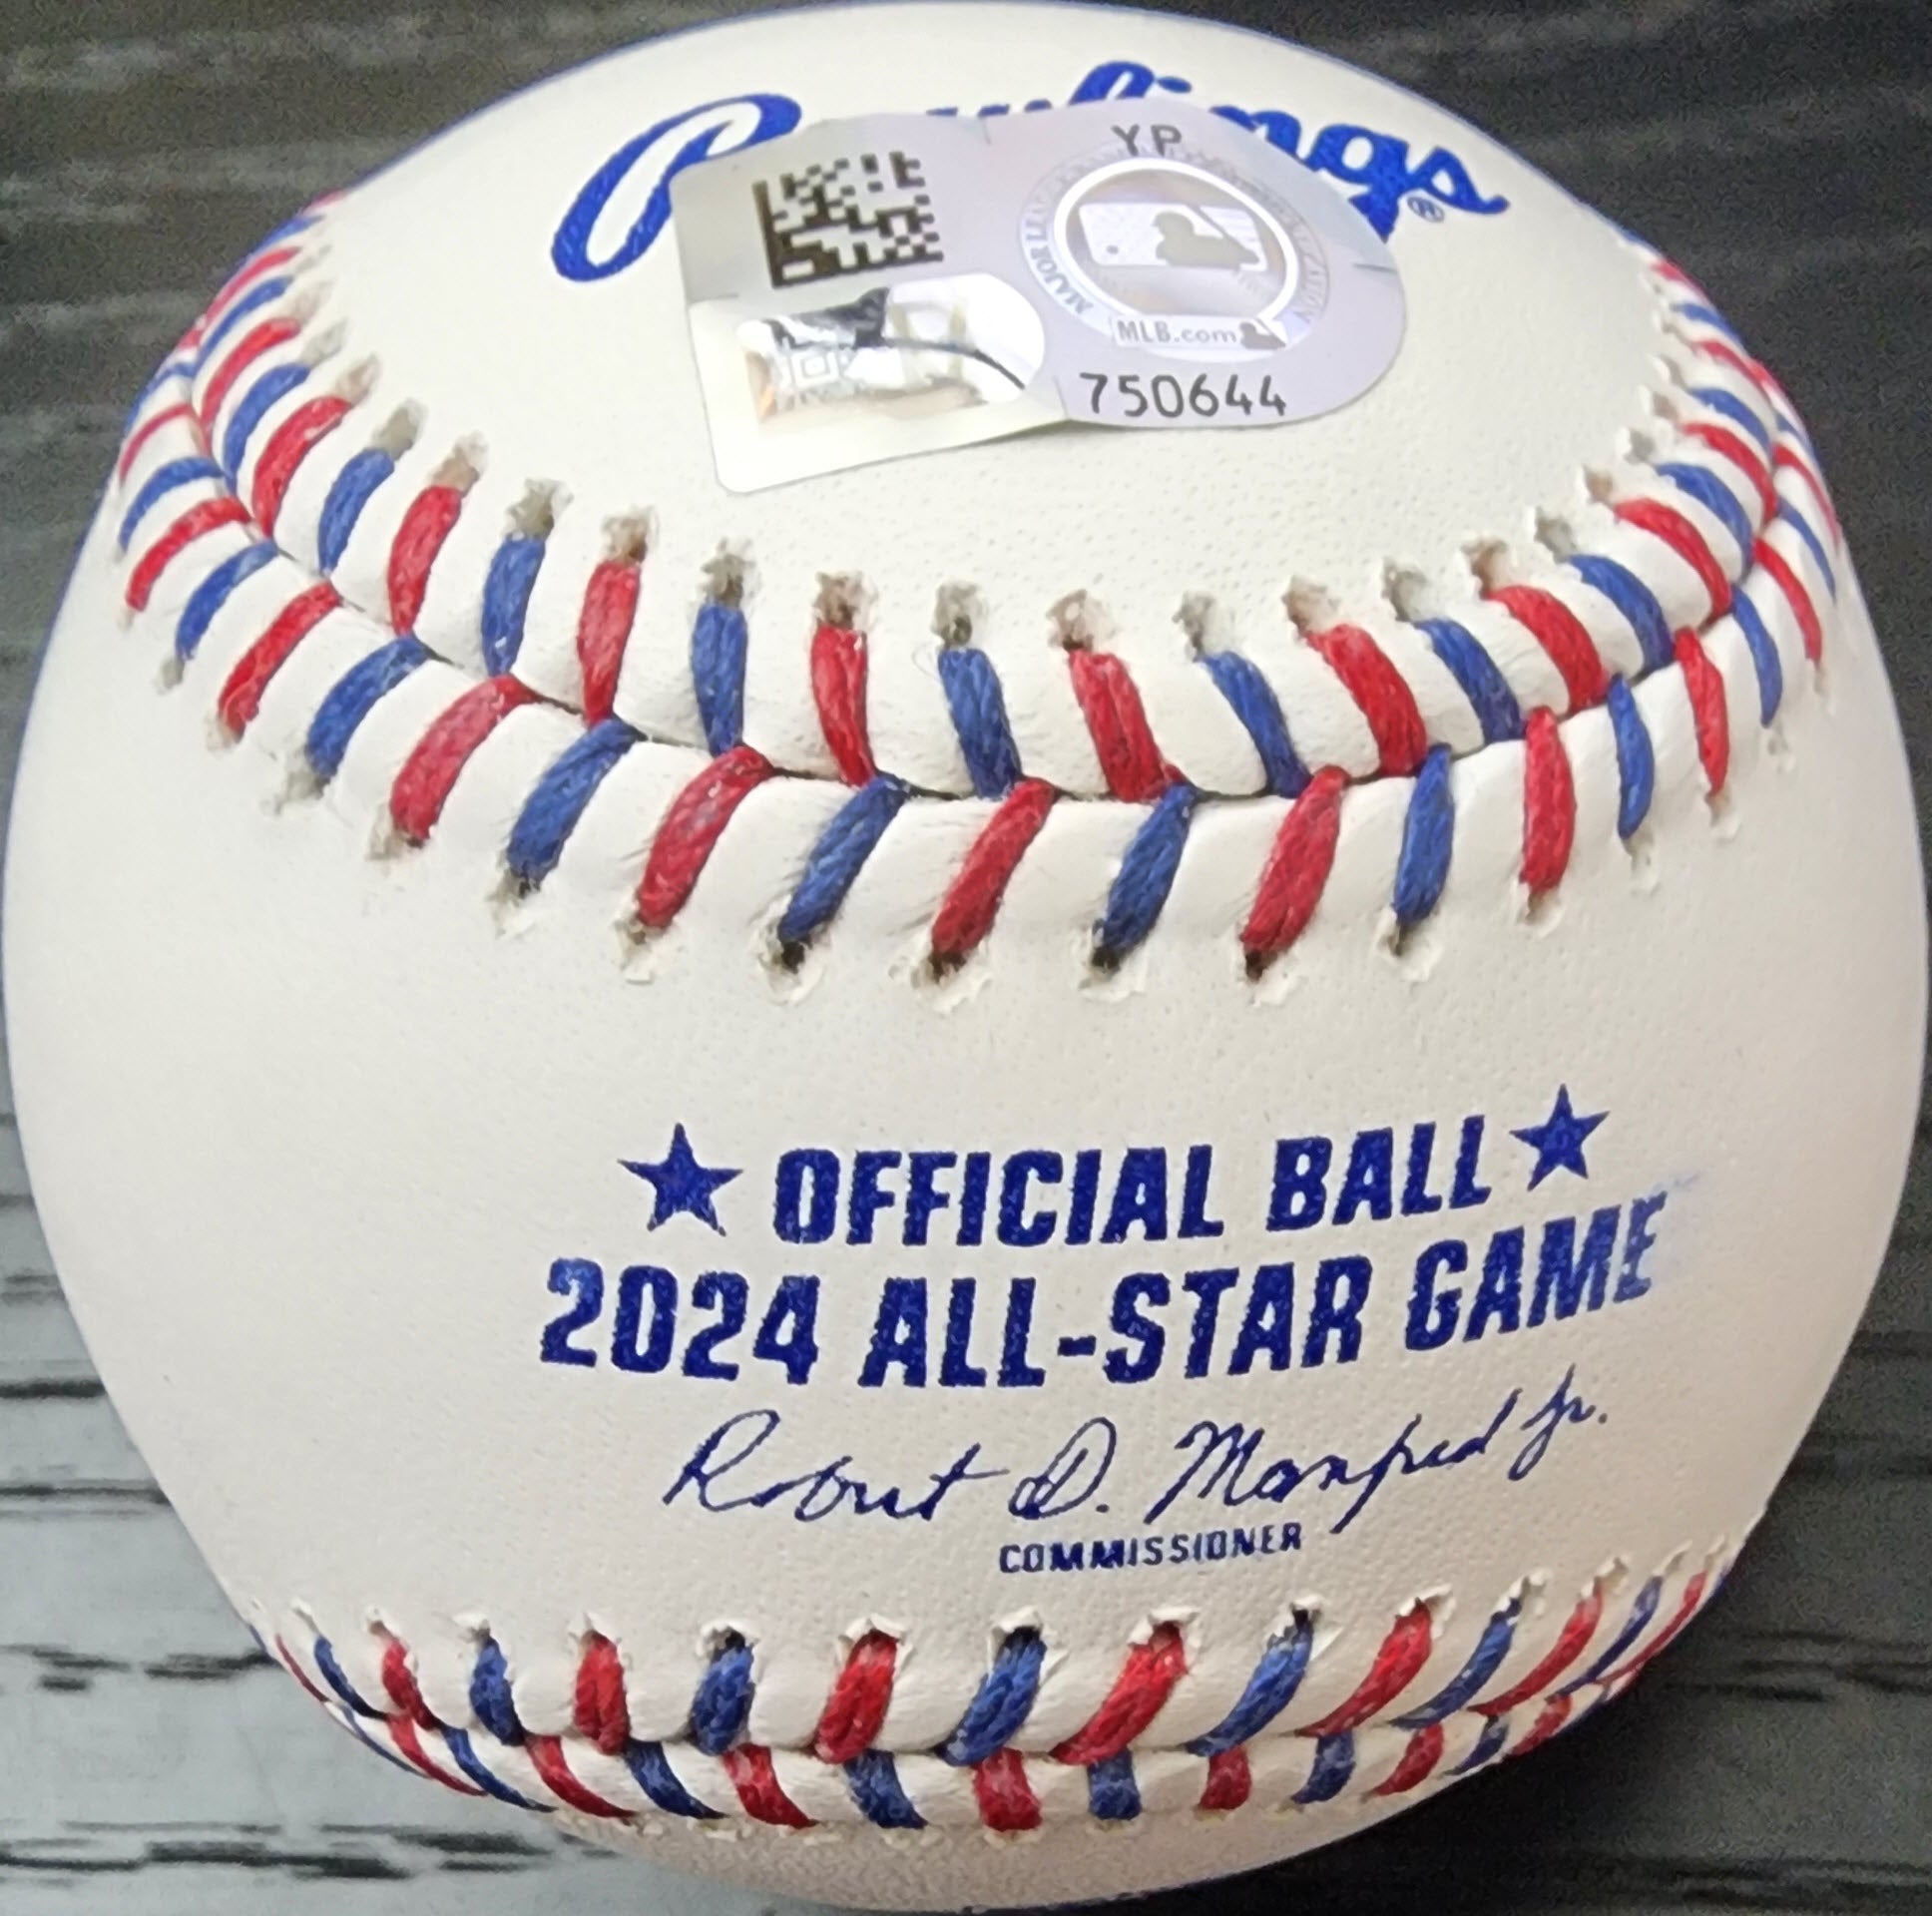 Rawlings®
YP
MLB.com
750644
OFFICIAL BALL
2024 ALL-STAR GAME
Robert D. Manfred Jr.
COMMISSIONER